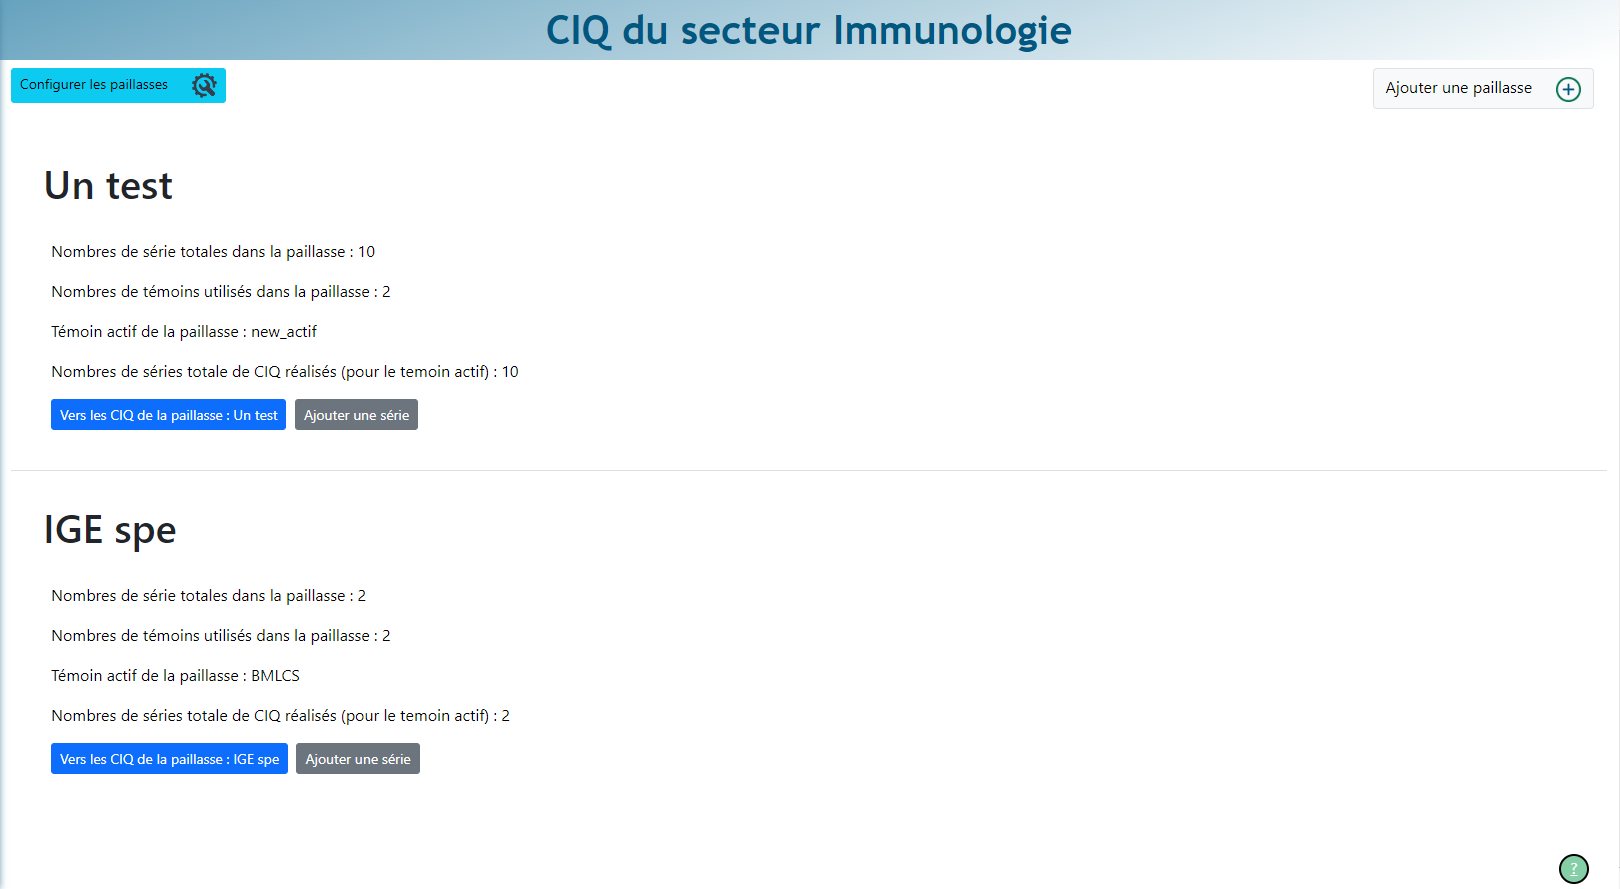 CIQ du secteur Immunologie
Configurer les paillasses
Ajouter une paillasse
Un test
Nombres de série totales dans la paillasse : 10
Nombres de témoins utilisés dans la paillasse : 2
Témoin actif de la paillasse : new_actif
Nombres de séries totale de CIQ réalisés (pour le temoin actif) : 10
Vers les CIQ de la paillasse : Un test Ajouter une série
IGE spe
Nombres de série totales dans la paillasse : 2
Nombres de témoins utilisés dans la paillasse : 2
Témoin actif de la paillasse : BMLCS
Nombres de séries totale de CIQ réalisés (pour le temoin actif) : 2
Vers les CIQ de la paillasse : IGE spe Ajouter une série
?